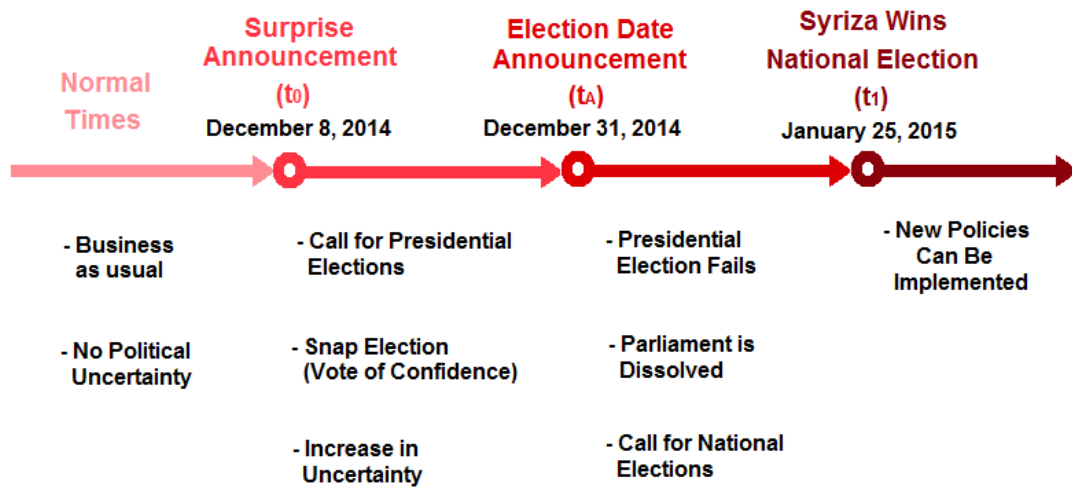 Normal
Times
Surprise
Announcement
(t0)
December 8, 2014
Election Date
Announcement
(tA)
December 31, 2014
Syriza Wins
National Election
(t1)
January 25, 2015
- Business
as usual
- No Political
Uncertainty
- Call for Presidential
Elections
- Snap Election
(Vote of Confidence)
- Increase in
Uncertainty
- Presidential
Election Fails
- Parliament is
Dissolved
- Call for National
Elections
- New Policies
Can Be
Implemented